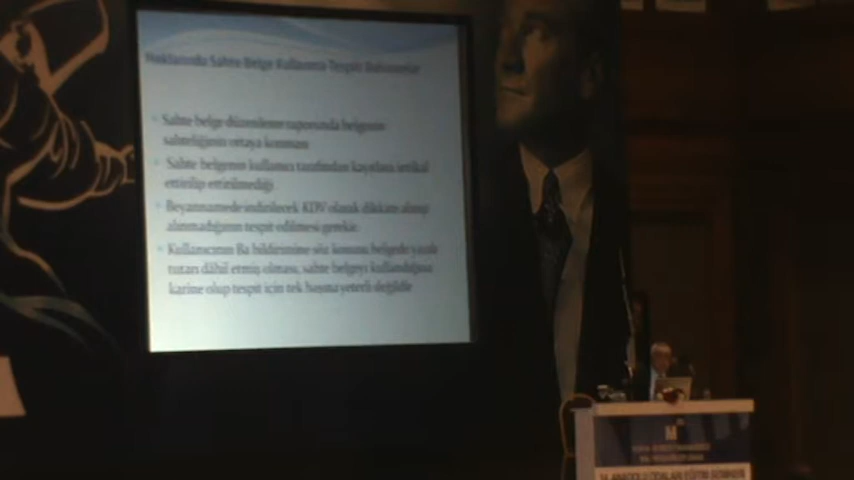 Haklarında Sahte Belge Kullanma Tespiti Bulunanlar
Sahte belge düzenleme raporunda belgenin
sahteliğinin ortaya konması
Sahte belgenin kullanıcı tarafından kayıtlara intikal
ettirilip ettirilmediği
Beyannamede indirilecek KDV olarak dikkate alınıp
alınmadığının tespit edilmesi gerekir.
Kullanıcının Ba bildirimine söz konusu belgede yazılı
tutarı dâhil etmiş olması, sahte belgeyi kullandığına
karine olup tespit için tek başına yeterli değildir